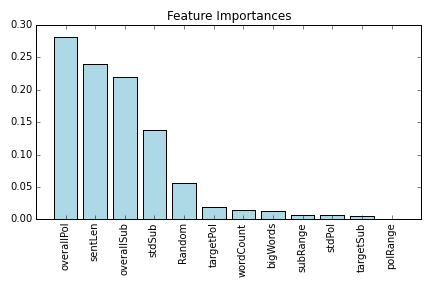 Feature Importances
0.30
0.25
0.20
0.15
0.10
0.05
0.00
overallPol
sentLen
overallSub
stdSub
Random
targetPol
wordCount
bigWords
subRange
stdPol
targetSub
polRange